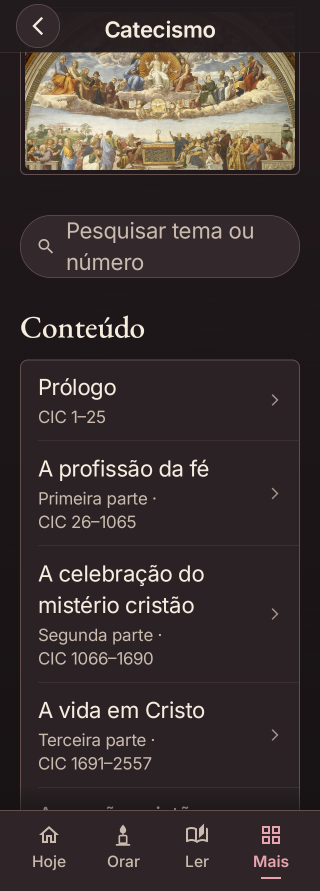 Catecismo
Pesquisar tema ou
número
Conteúdo
Prólogo
CIC 1–25
A profissão da fé
Primeira parte ·
CIC 26–1065
A celebração do
mistério cristão
Segunda parte ·
CIC 1066–1690
A vida em Cristo
Terceira parte ·
CIC 1691–2557
Hoje
Orar
Ler
Mais